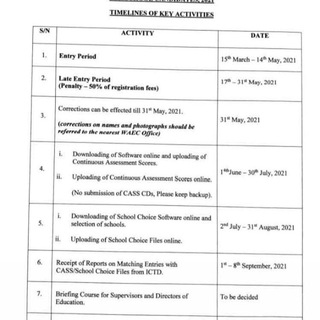 TIMELINES OF KEY ACTIVITIES
S/N ACTIVITY DATE
1. Entry Period 15th March – 14th May, 2021
2. Late Entry Period
(Penalty – 50% of registration fees) 17th – 31st May, 2021
3. Corrections can be effected till 31st May, 2021.
(corrections on names and photographs should be
referred to the nearest WAEC Office) 31st May, 2021
4. i. Downloading of Software online and uploading of
Continuous Assessment Scores.
ii. Uploading of Continuous Assessment Scores online.
(No submission of CASS CDs, Please keep backup). 1st June – 30th July, 2021
5. i. Downloading of School Choice Software online and
selection of schools.
ii. Uploading of School Choice Files online. 2nd July – 31st August, 2021
6. Receipt of Reports on Matching Entries with
CASS/School Choice Files from ICTD. 1st – 8th September, 2021
7. Briefing Course for Supervisors and Directors of
Education. To be decided